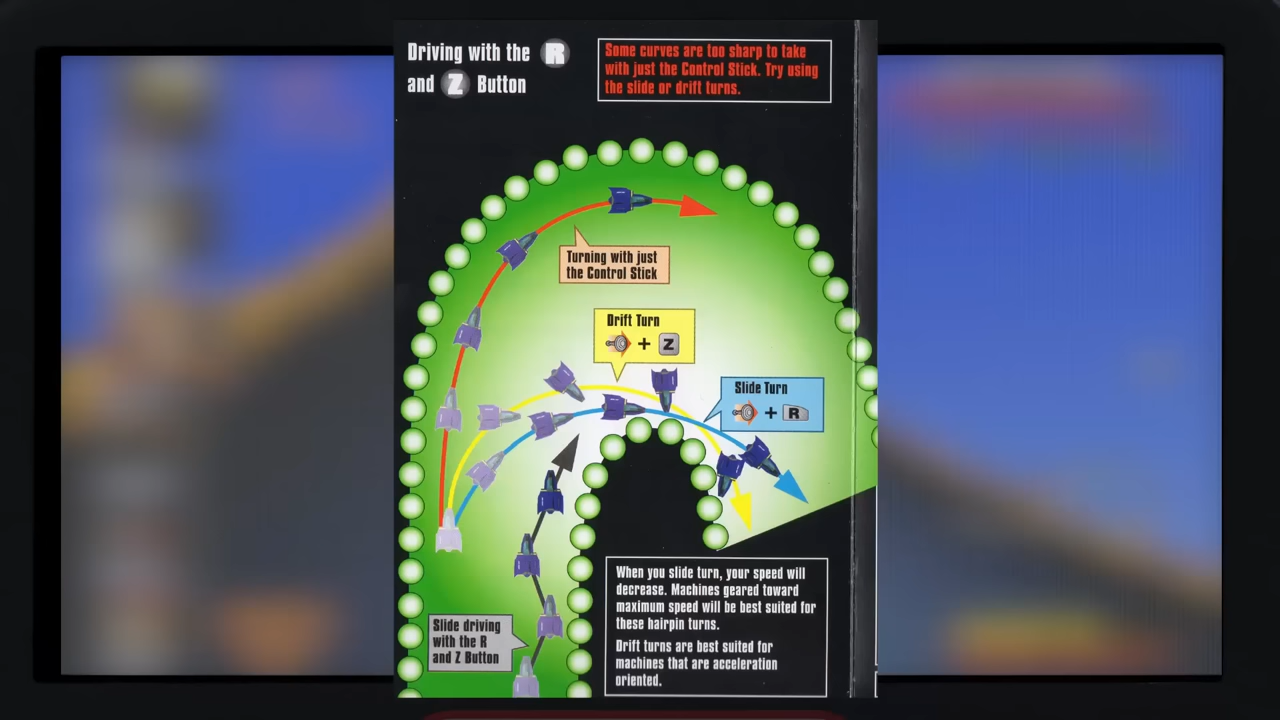 Driving with the R
and Z Button
Some curves are too sharp to take
with just the Control Stick. Try using
the slide or drift turns.
Turning with just
the Control Stick
Drift Turn
+ Z
Slide Turn
+ R
When you slide turn, your speed will
decrease. Machines geared toward
maximum speed will be best suited for
these hairpin turns.
Drift turns are best suited for
machines that are acceleration
oriented.
Slide driving
with the R
and Z Button